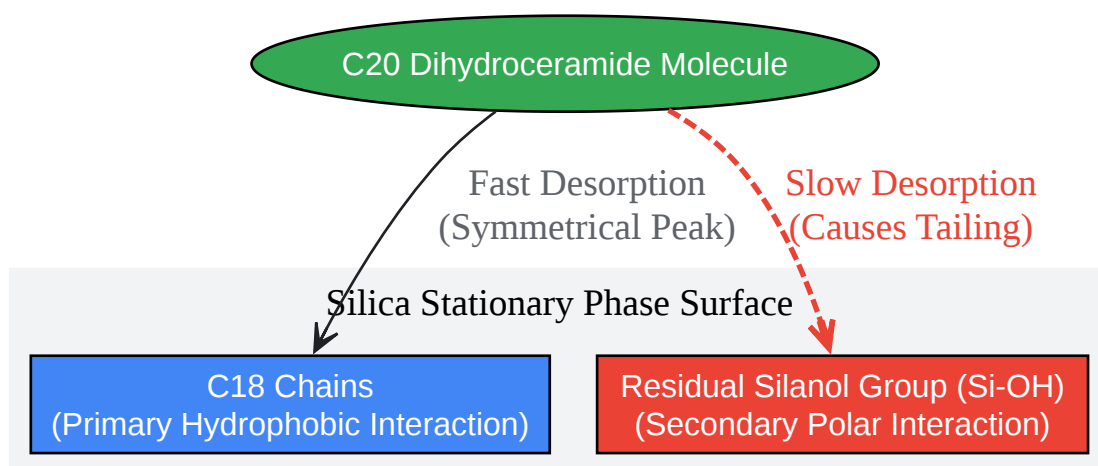 C20 Dihydroceramide Molecule
Fast Desorption
(Symmetrical Peak)
Slow Desorption
(Causes Tailing)
Silica Stationary Phase Surface
C18 Chains
(Primary Hydrophobic Interaction)
Residual Silanol Group (Si-OH)
(Secondary Polar Interaction)